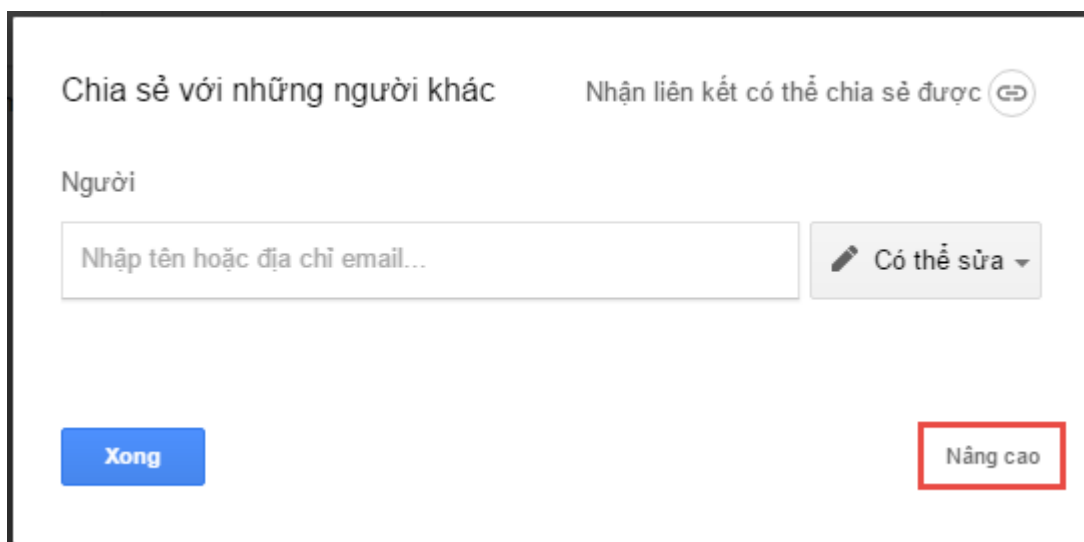 Chia sẻ với những người khác
Nhận liên kết có thể chia sẻ được
Người
Nhập tên hoặc địa chỉ email...
Có thể sửa
Xong
Nâng cao